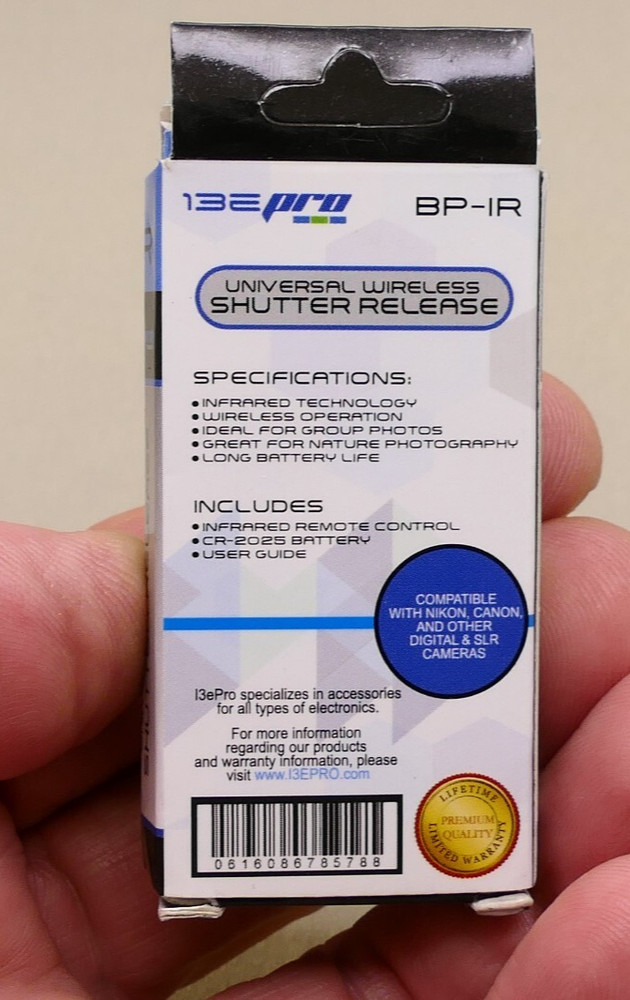 I3Epro
BP-IR
UNIVERSAL WIRELESS
SHUTTER RELEASE
SPECIFICATIONS:
•INFRARED TECHNOLOGY
•WIRELESS OPERATION
•IDEAL FOR GROUP PHOTOS
•GREAT FOR NATURE PHOTOGRAPHY
•LONG BATTERY LIFE
INCLUDES
•INFRARED REMOTE CONTROL
•CR-2025 BATTERY
•USER GUIDE
COMPATIBLE
WITH NIKON, CANON,
AND OTHER
DIGITAL & SLR
CAMERAS
I3ePro specializes in accessories
for all types of electronics.
For more information
regarding our products
and warranty information, please
visit www.I3EPRO.com
0616086785788
LIFETIME
PREMIUM
QUALITY
LIMITED WARRANTY